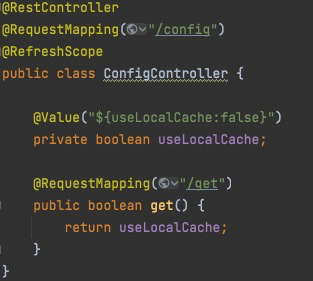 @RestController
@RequestMapping("/config")
@RefreshScope
public class ConfigController {
@Value("${useLocalCache:false}")
private boolean useLocalCache;
@RequestMapping("/get")
public boolean get() {
return useLocalCache;
}
}